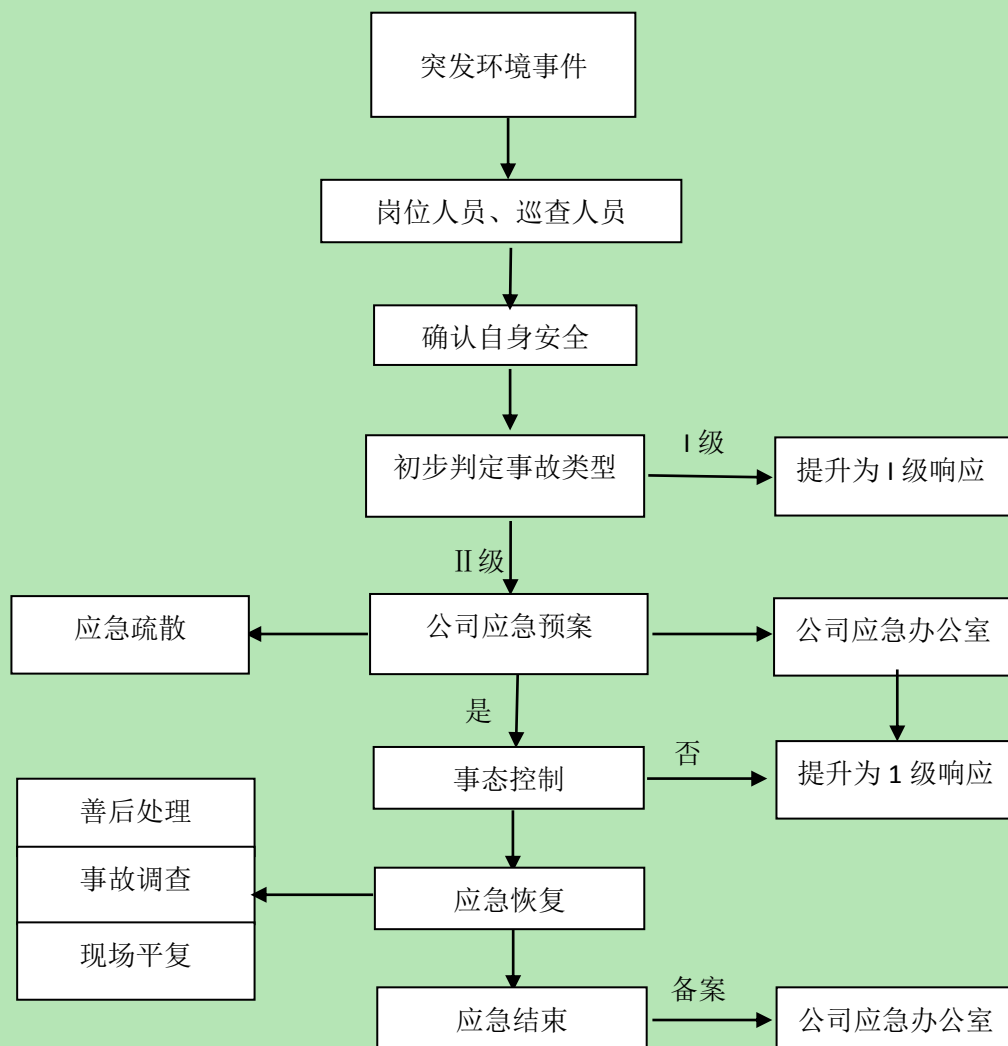 突发环境事件
岗位人员、巡查人员
确认自身安全
I 级
初步判定事故类型
提升为 I 级响应
Ⅱ级
应急疏散
公司应急预案
公司应急办公室
是
否
事态控制
提升为 1 级响应
善后处理
事故调查
应急恢复
现场平复
备案
应急结束
公司应急办公室